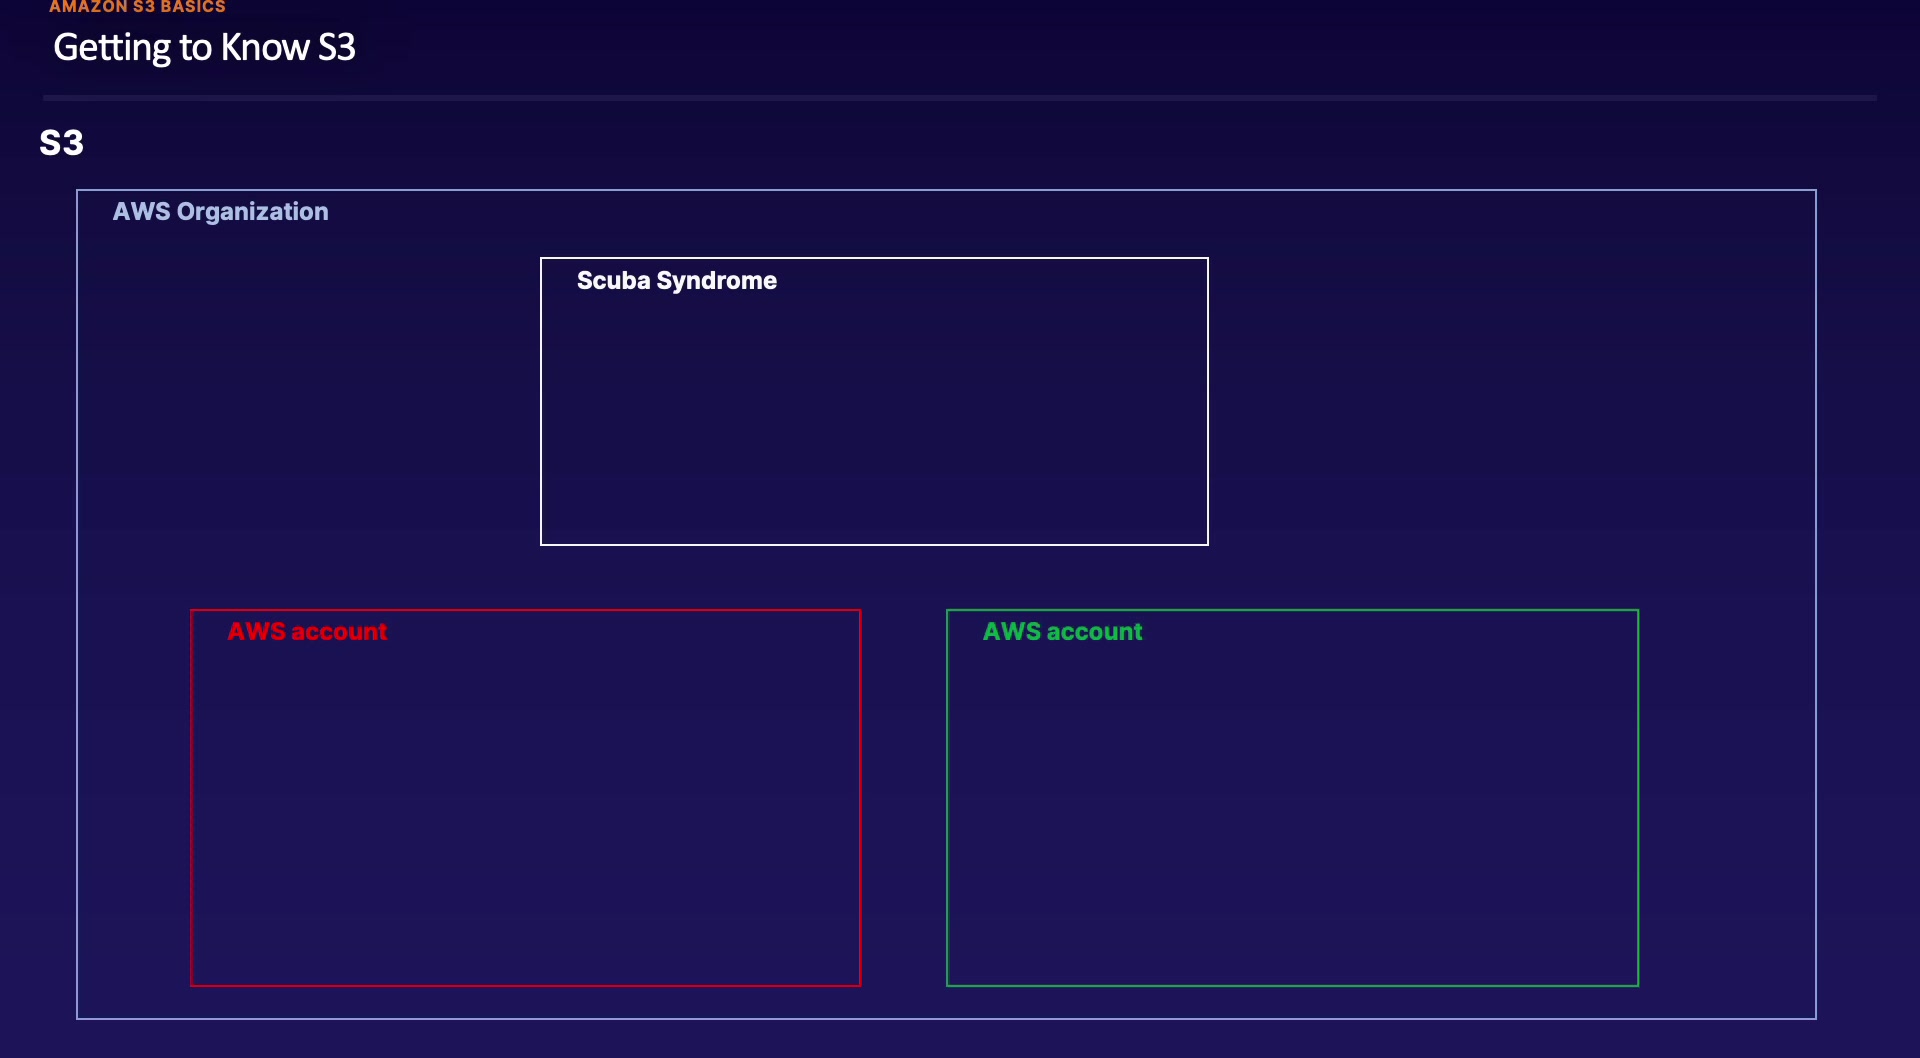 AMAZON S3 BASICS
Getting to Know S3
S3
AWS Organization
Scuba Syndrome
AWS account
AWS account